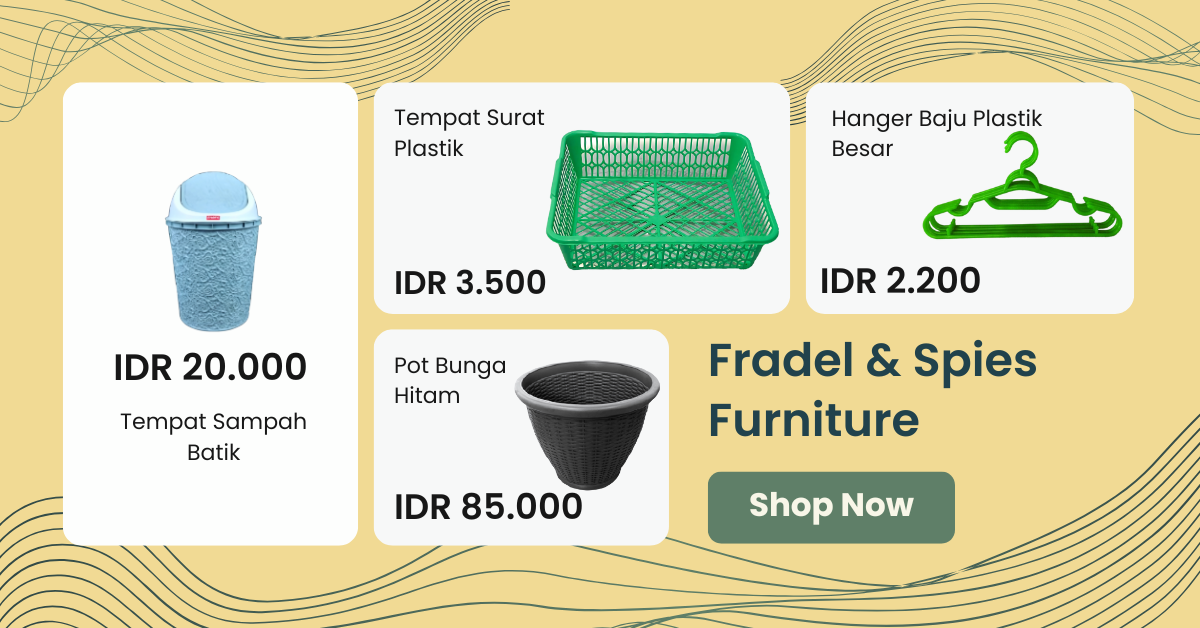 IDR 20.000
Tempat Sampah
Batik
Tempat Surat
Plastik
IDR 3.500
Hanger Baju Plastik
Besar
IDR 2.200
Pot Bunga
Hitam
IDR 85.000
Fradel & Spies
Furniture
Shop Now